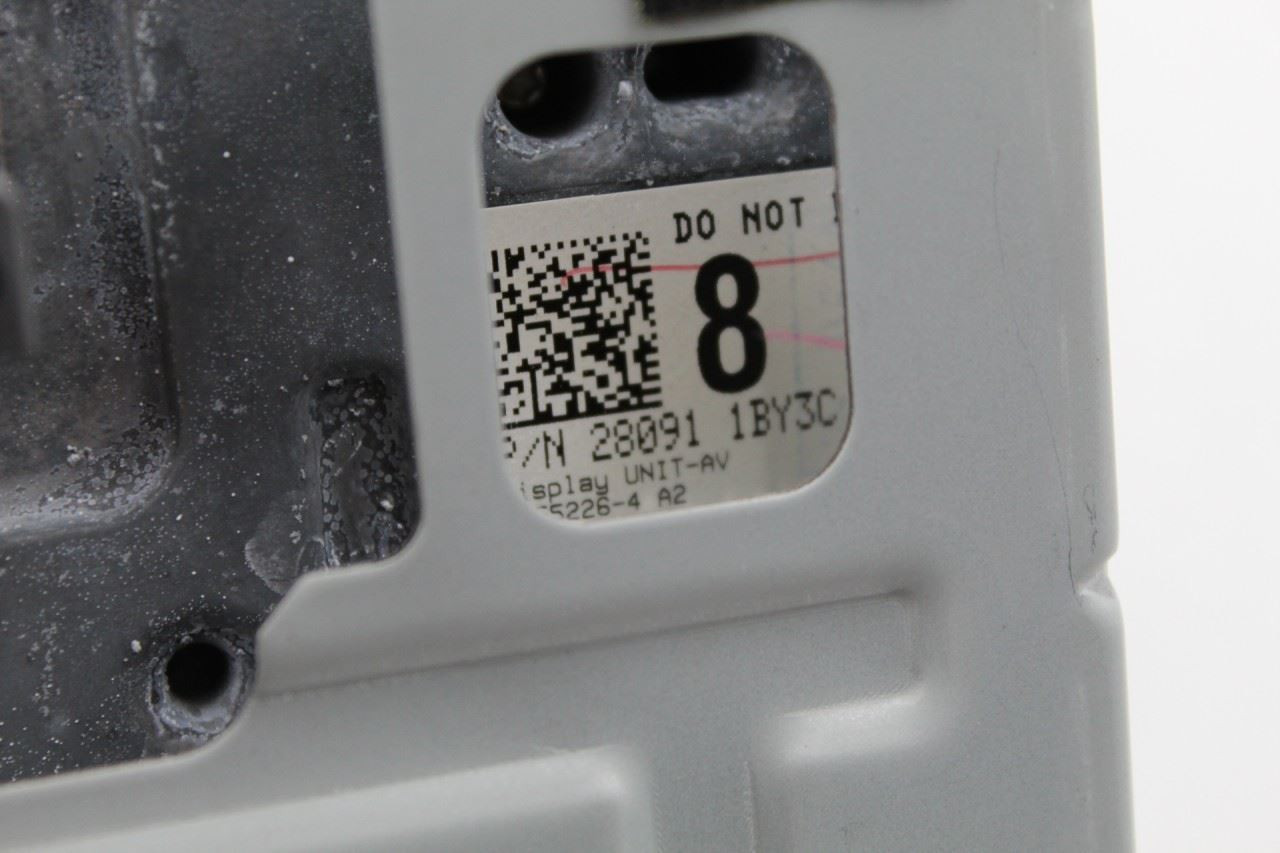 DO NOT
8
P/N 28091 1BY3C
isplay UNIT-AV
5226-4 A2